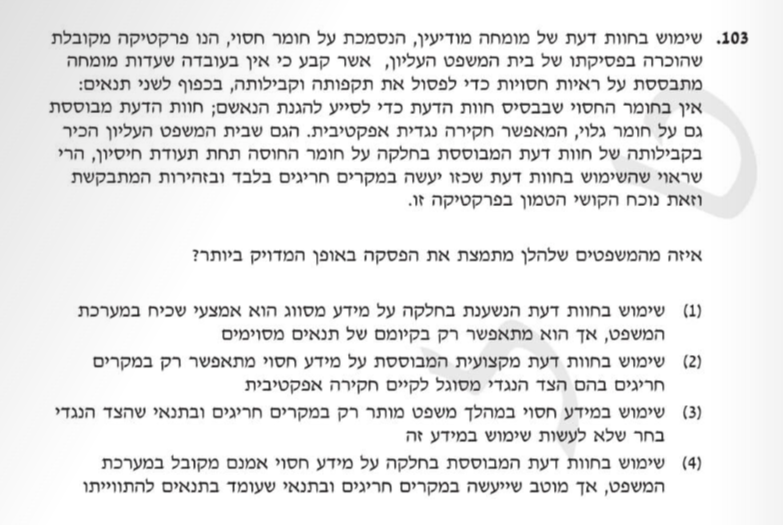 103. שימוש בחוות דעת של מומחה מודיעין, הנסמכת על חומר חסוי, הנו פרקטיקה מקובלת
שהוכרה בפסיקתו של בית המשפט העליון, אשר קבע כי אין בעובדה שעדות מומחה
מתבססת על ראיות חסויות כדי לפסול את תקפותה וקבילותה, בכפוף לשני תנאים:
אין בחומר החסוי שבבסיס חוות הדעת כדי לסייע להגנת הנאשם; חוות הדעת מבוססת
גם על חומר גלוי, המאפשר חקירה נגדית אפקטיבית. הגם שבית המשפט העליון הכיר
בקבילותה של חוות דעת המבוססת בחלקה על חומר החוסה תחת תעודת חיסיון, הרי
שראוי שהשימוש בחוות דעת שכזו יעשה במקרים חריגים בלבד ובזהירות המתבקשת
וזאת נוכח הקושי הטמון בפרקטיקה זו.
איזה מהמשפטים שלהלן מתמצת את הפסקה באופן המדויק ביותר?
(1) שימוש בחוות דעת הנשענת בחלקה על מידע מסווג הוא אמצעי שכיח במערכת
המשפט, אך הוא מתאפשר רק בקיומם של תנאים מסוימים
(2) שימוש בחוות דעת מקצועית המבוססת על מידע חסוי מתאפשר רק במקרים
חריגים בהם הצד הנגדי מסוגל לקיים חקירה אפקטיבית
(3) שימוש במידע חסוי במהלך משפט מותר רק במקרים חריגים ובתנאי שהצד הנגדי
בחר שלא לעשות שימוש במידע זה
(4) שימוש בחוות דעת המבוססת בחלקה על מידע חסוי אמנם מקובל במערכת
המשפט, אך מוטב שייעשה במקרים חריגים ובתנאי שעומד בתנאים להתווייתו